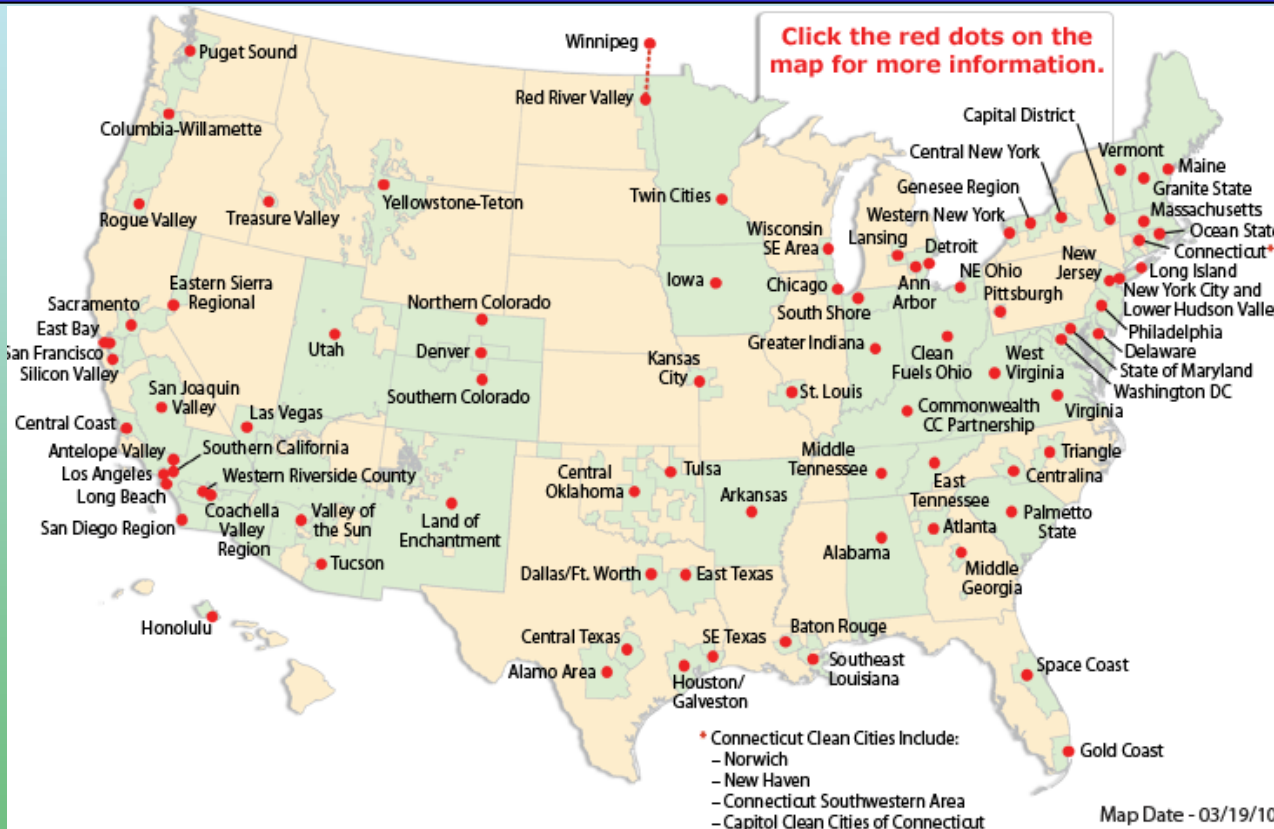 Click the red dots on the
map for more information.
Winnipeg
Puget Sound
Red River Valley
Columbia-Willamette
Capital District
Central New York
Vermont
Maine
Genesee Region
Granite State
Rogue Valley
Treasure Valley
Yellowstone-Teton
Twin Cities
Western New York
Massachusetts
Wisconsin
SE Area
Lansing
Detroit
Ocean State
Connecticut*
Eastern Sierra
Regional
Iowa
Chicago
Ann
Arbor
NE Ohio
Pittsburgh
New
Jersey
Long Island
New York City and
Lower Hudson Valle
Sacramento
Northern Colorado
South Shore
East Bay
Philadelphia
San Francisco
Utah
Denver
Greater Indiana
Clean
Fuels Ohio
West
Virginia
Delaware
Silicon Valley
Kansas
City
State of Maryland
San Joaquin
Valley
Southern Colorado
St. Louis
Washington DC
Virginia
Central Coast
Las Vegas
Commonwealth
CC Partnership
Antelope Valley
Southern California
Middle
Tennessee
Triangle
Los Angeles
Western Riverside County
Central
Oklahoma
Tulsa
Centralina
Long Beach
Arkansas
East
Tennessee
Coachella
Valley
Region
Valley of
the Sun
Land of
Enchantment
Palmetto
State
San Diego Region
Atlanta
Alabama
Tucson
Dallas/Ft. Worth
East Texas
Middle
Georgia
Honolulu
Central Texas
SE Texas
Baton Rouge
Alamo Area
Houston/
Galveston
Southeast
Louisiana
Space Coast
* Connecticut Clean Cities Include:
– Norwich
– New Haven
– Connecticut Southwestern Area
– Capitol Clean Cities of Connecticut
Gold Coast
Map Date - 03/19/10